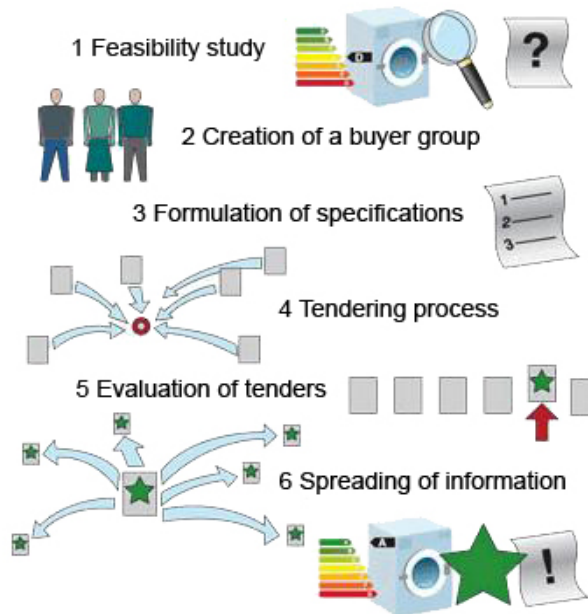 1 Feasibility study
D
?
2 Creation of a buyer group
3 Formulation of specifications
1
2
3
4 Tendering process
5 Evaluation of tenders
6 Spreading of information
A
!